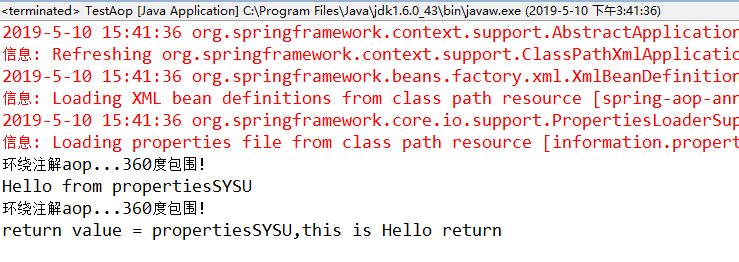 <terminated> TestAop [Java Application] C:\Program Files\Java\jdk1.6.0_43\bin\javaw.exe (2019-5-10 下午3:41:36)
2019-5-10 15:41:36 org.springframework.context.support.AbstractApplication
信息: Refreshing org.springframework.context.support.ClassPathXmlApplicatio
2019-5-10 15:41:36 org.springframework.beans.factory.xml.XmlBeanDefinition
信息: Loading XML bean definitions from class path resource [spring-aop-ann
2019-5-10 15:41:36 org.springframework.core.io.support.PropertiesLoaderSup
信息: Loading properties file from class path resource [information.propert
环绕注解aop...360度包围!
Hello from propertiesSYSU
环绕注解aop...360度包围!
return value = propertiesSYSU,this is Hello return